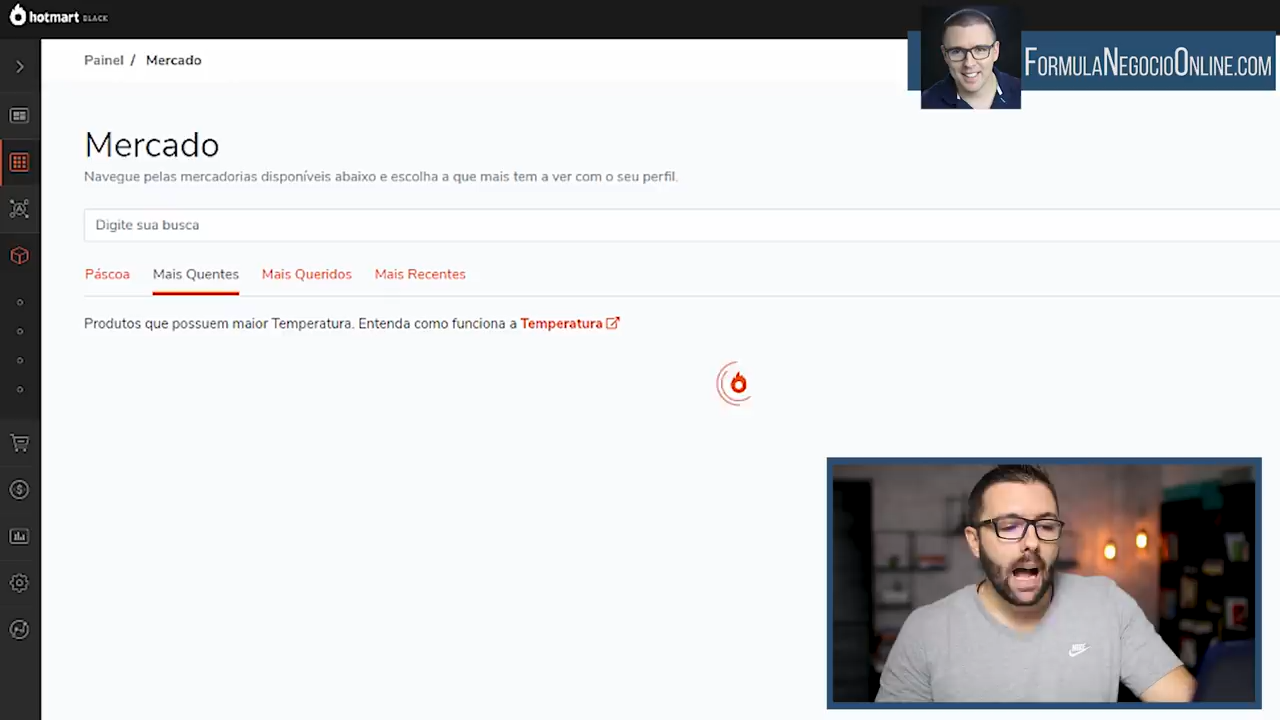 hotmart BLACK
FORMULANEGOCIOONLINE.COM
Painel / Mercado
Mercado
Navegue pelas mercadorias disponíveis abaixo e escolha a que mais tem a ver com o seu perfil.
Digite sua busca
Páscoa Mais Quentes Mais Queridos Mais Recentes
Produtos que possuem maior Temperatura. Entenda como funciona a Temperatura